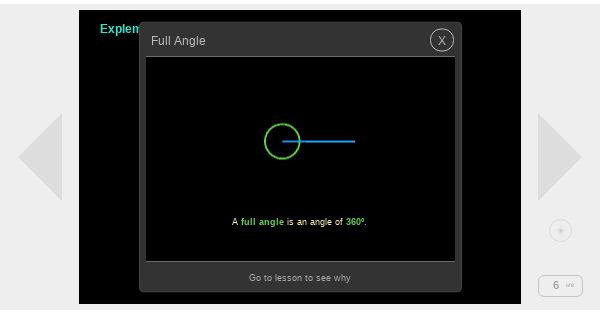 Explem
Full Angle
X
A full angle is an angle of 360º.
Go to lesson to see why
6